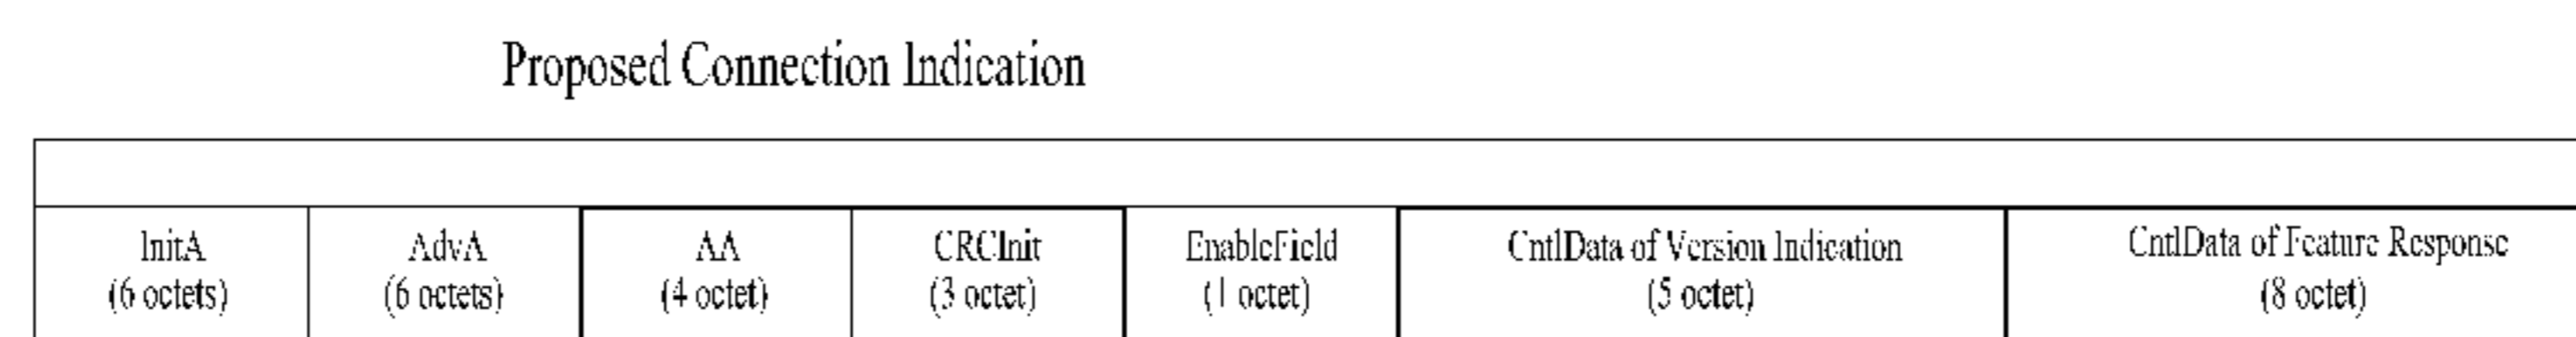 Proposed Connection Indication
InitA
(6 octets)
AdvA
(6 octets)
AA
(4 octet)
CRCInit
(3 octet)
EnableField
(1 octet)
CntlData of Version Indication
(5 octet)
CntlData of Feature Response
(8 octet)